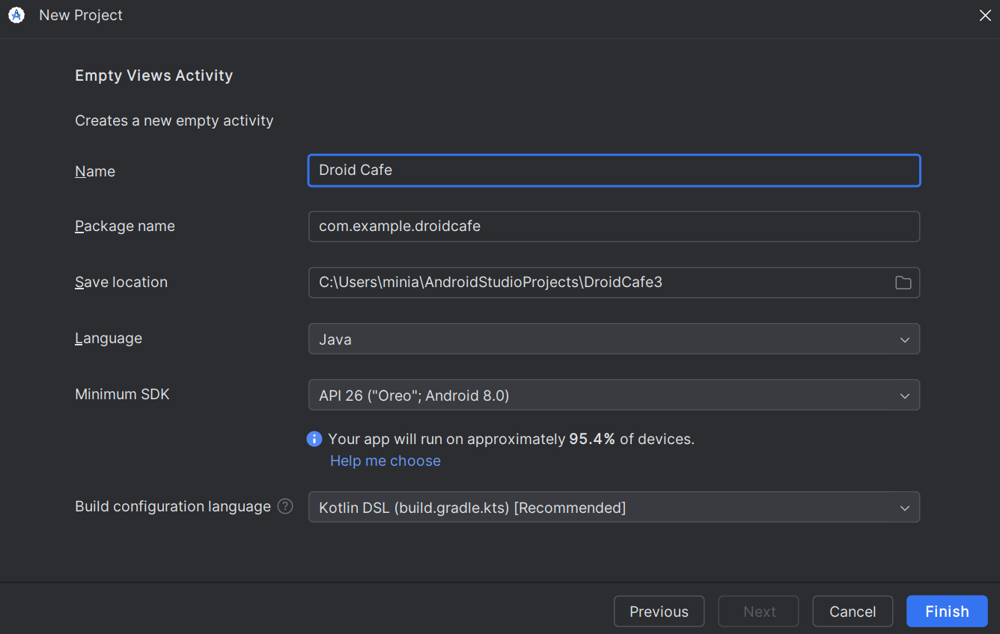 New Project
Empty Views Activity
Creates a new empty activity
Name Droid Cafe
Package name com.example.droidcafe
Save location C:\Users\minia\AndroidStudioProjects\DroidCafe3
Language Java
Minimum SDK API 26 ("Oreo"; Android 8.0)
Your app will run on approximately 95.4% of devices.
Help me choose
Build configuration language ? Kotlin DSL (build.gradle.kts) [Recommended]
Previous Next Cancel Finish